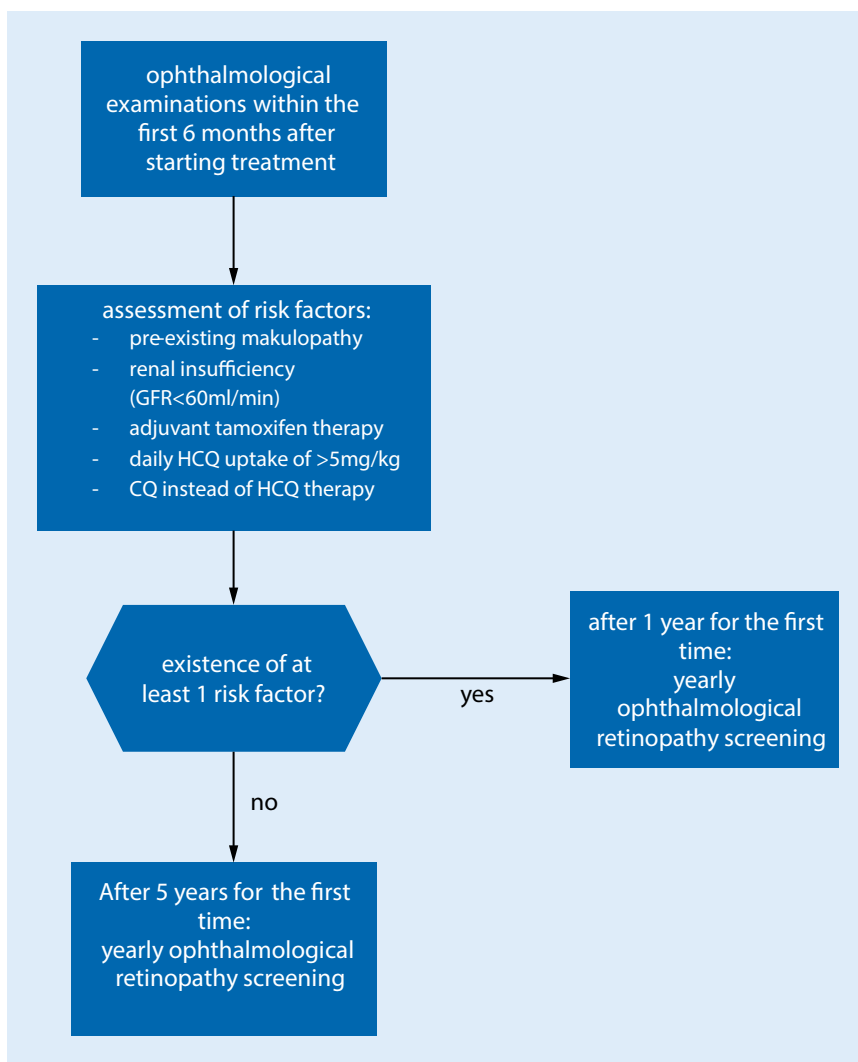 ophthalmological
examinations within the
first 6 months after
starting treatment
assessment of risk factors:
- pre-existing makulopathy
- renal insufficiency
(GFR<60ml/min)
- adjuvant tamoxifen therapy
- daily HCQ uptake of >5mg/kg
- CQ instead of HCQ therapy
existence of at
least 1 risk factor?
yes
after 1 year for the first
time:
yearly
ophthalmological
retinopathy screening
no
After 5 years for the first
time:
yearly ophthalmological
retinopathy screening